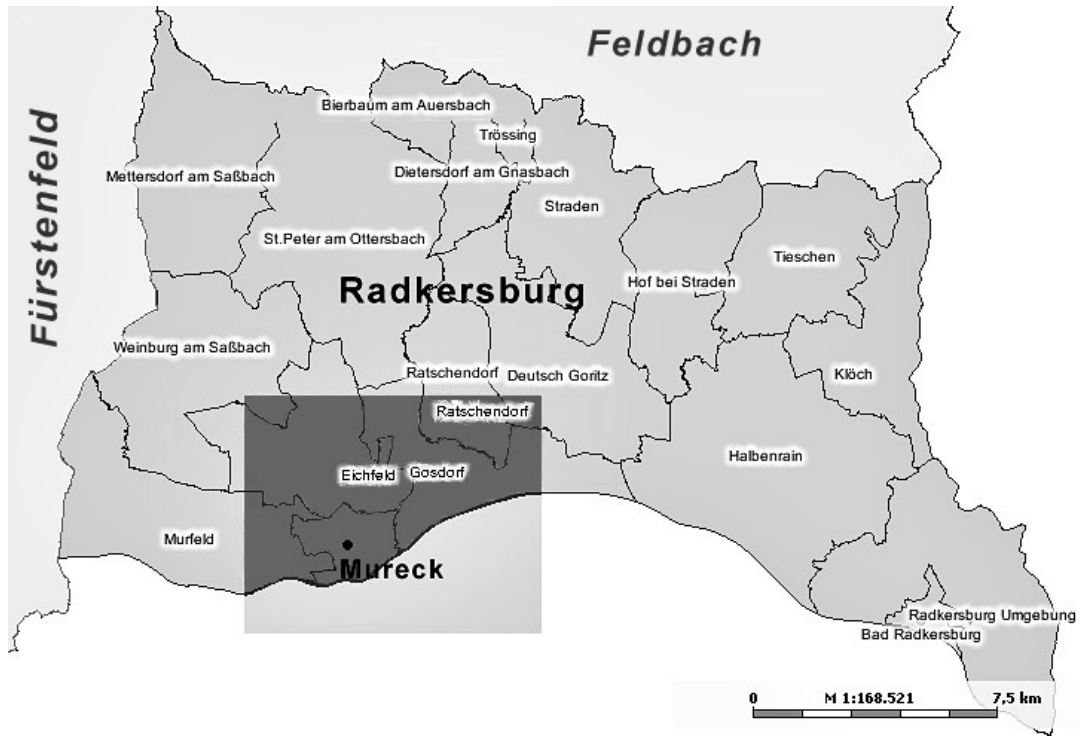 Feldbach
Fürstenfeld
Bierbaum am Auersbach
Trössing
Mettersdorf am Saßbach
Dietersdorf am Gnasbach
Straden
St.Peter am Ottersbach
Tieschen
Hof bei Straden
Radkersburg
Weinburg am Saßbach
Ratschendorf
Deutsch Goritz
Klöch
Ratschendorf
Halbenrain
Eichfeld
Gosdorf
Murfeld
Mureck
Radkersburg Umgebung
Bad Radkersburg
0 M 1:168.521 7,5 km